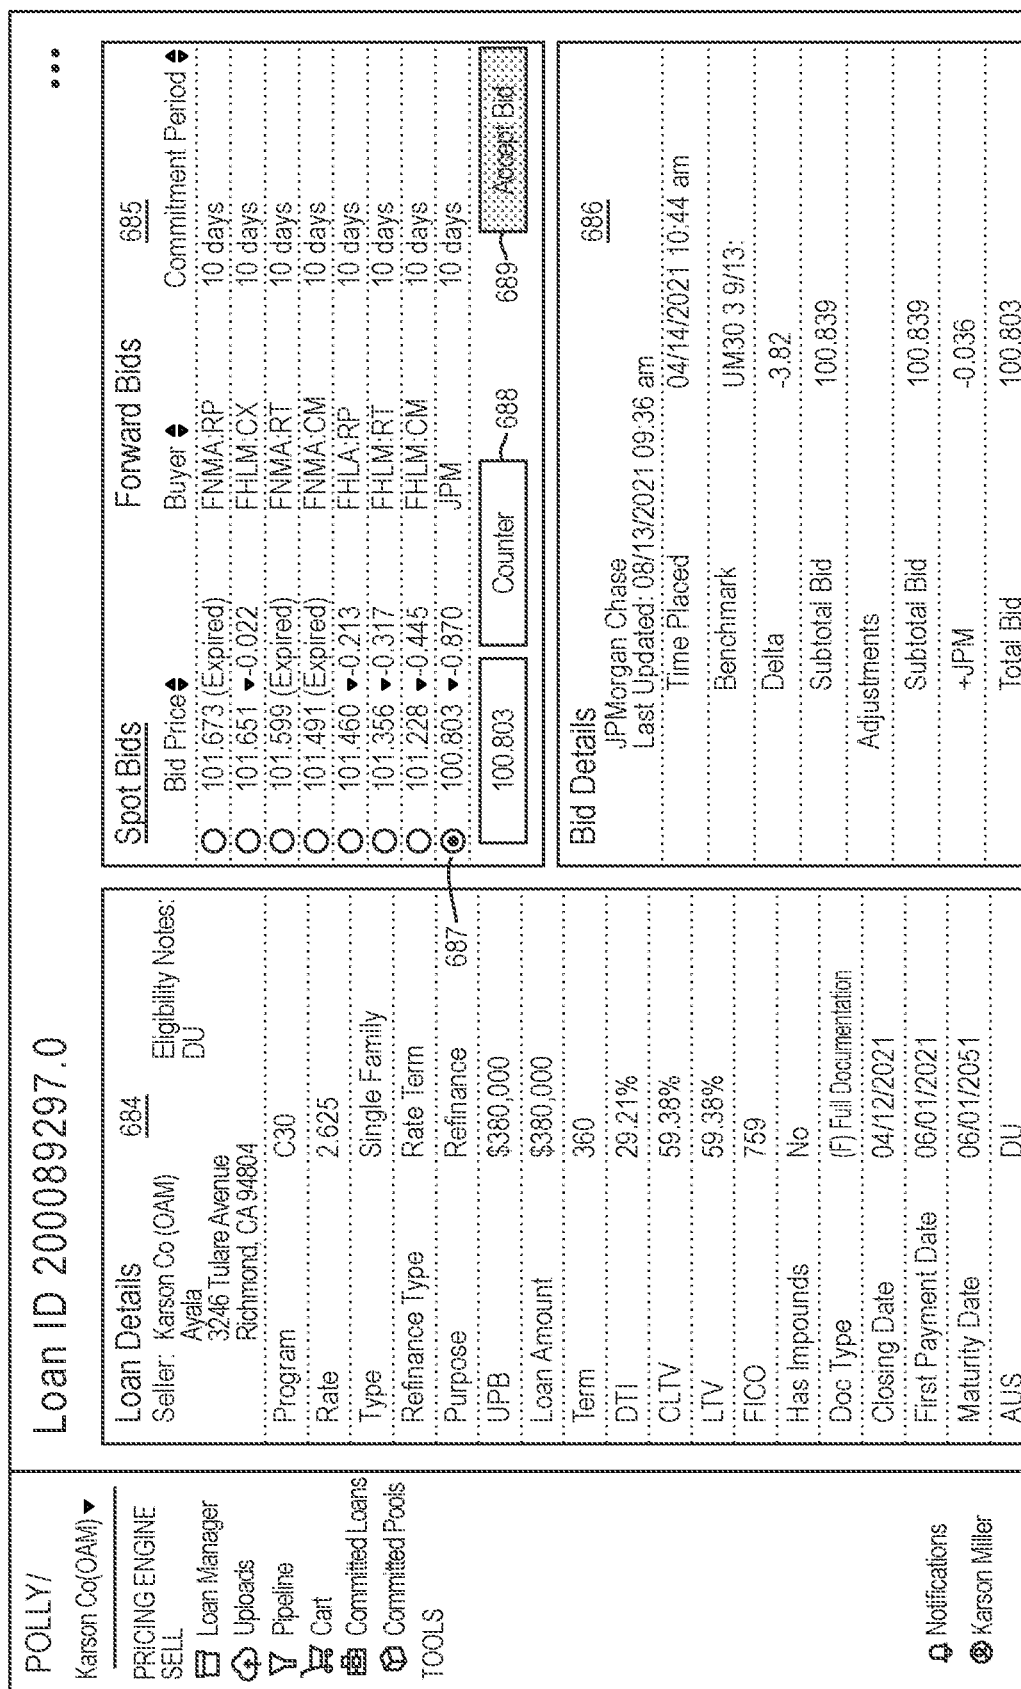 POLLY/
Karson Co(OAM)
PRICING ENGINE
SELL
Loan Manager
Uploads
Pipeline
Cart
Committed Loans
Committed Pools
TOOLS
Notifications
Karson Miller
Loan ID 200089297.0
Loan Details 684
Seller: Karson Co (OAM) Eligibility Notes:
Ayala DU
3246 Tulare Avenue
Richmond, CA 94804
Program C30
Rate 2.625
Type Single Family
Refinance Type Rate Term
Purpose Refinance
UPB $380,000
Loan Amount $380,000
Term 360
DTI 29.21%
CLTV 59.38%
LTV 59.38%
FICO 759
Has Impounds No
Doc Type (F) Full Documentation
Closing Date 04/12/2021
First Payment Date 06/01/2021
Maturity Date 06/01/2051
AUS DU
Spot Bids Forward Bids 685
Bid Price Buyer Commitment Period
101.673 (Expired) FNMA:RP 10 days
101.651 -0.022 FHLM:CX 10 days
101.599 (Expired) FNMA:RT 10 days
101.491 (Expired) FNMA:CM 10 days
101.460 -0.213 FHLA:RP 10 days
101.356 -0.317 FHLM:RT 10 days
101.228 -0.445 FHLM:CM 10 days
100.803 -0.870 JPM 10 days
687
100.803 Counter 688 689 Accept Bid
Bid Details 686
JPMorgan Chase
Last Updated: 08/13/2021 09:36 am
Time Placed 04/14/2021 10:44 am
Benchmark UM30 3 9/13:
Delta -3.82
Subtotal Bid 100.839
Adjustments
Subtotal Bid 100.839
+JPM -0.036
Total Bid 100.803